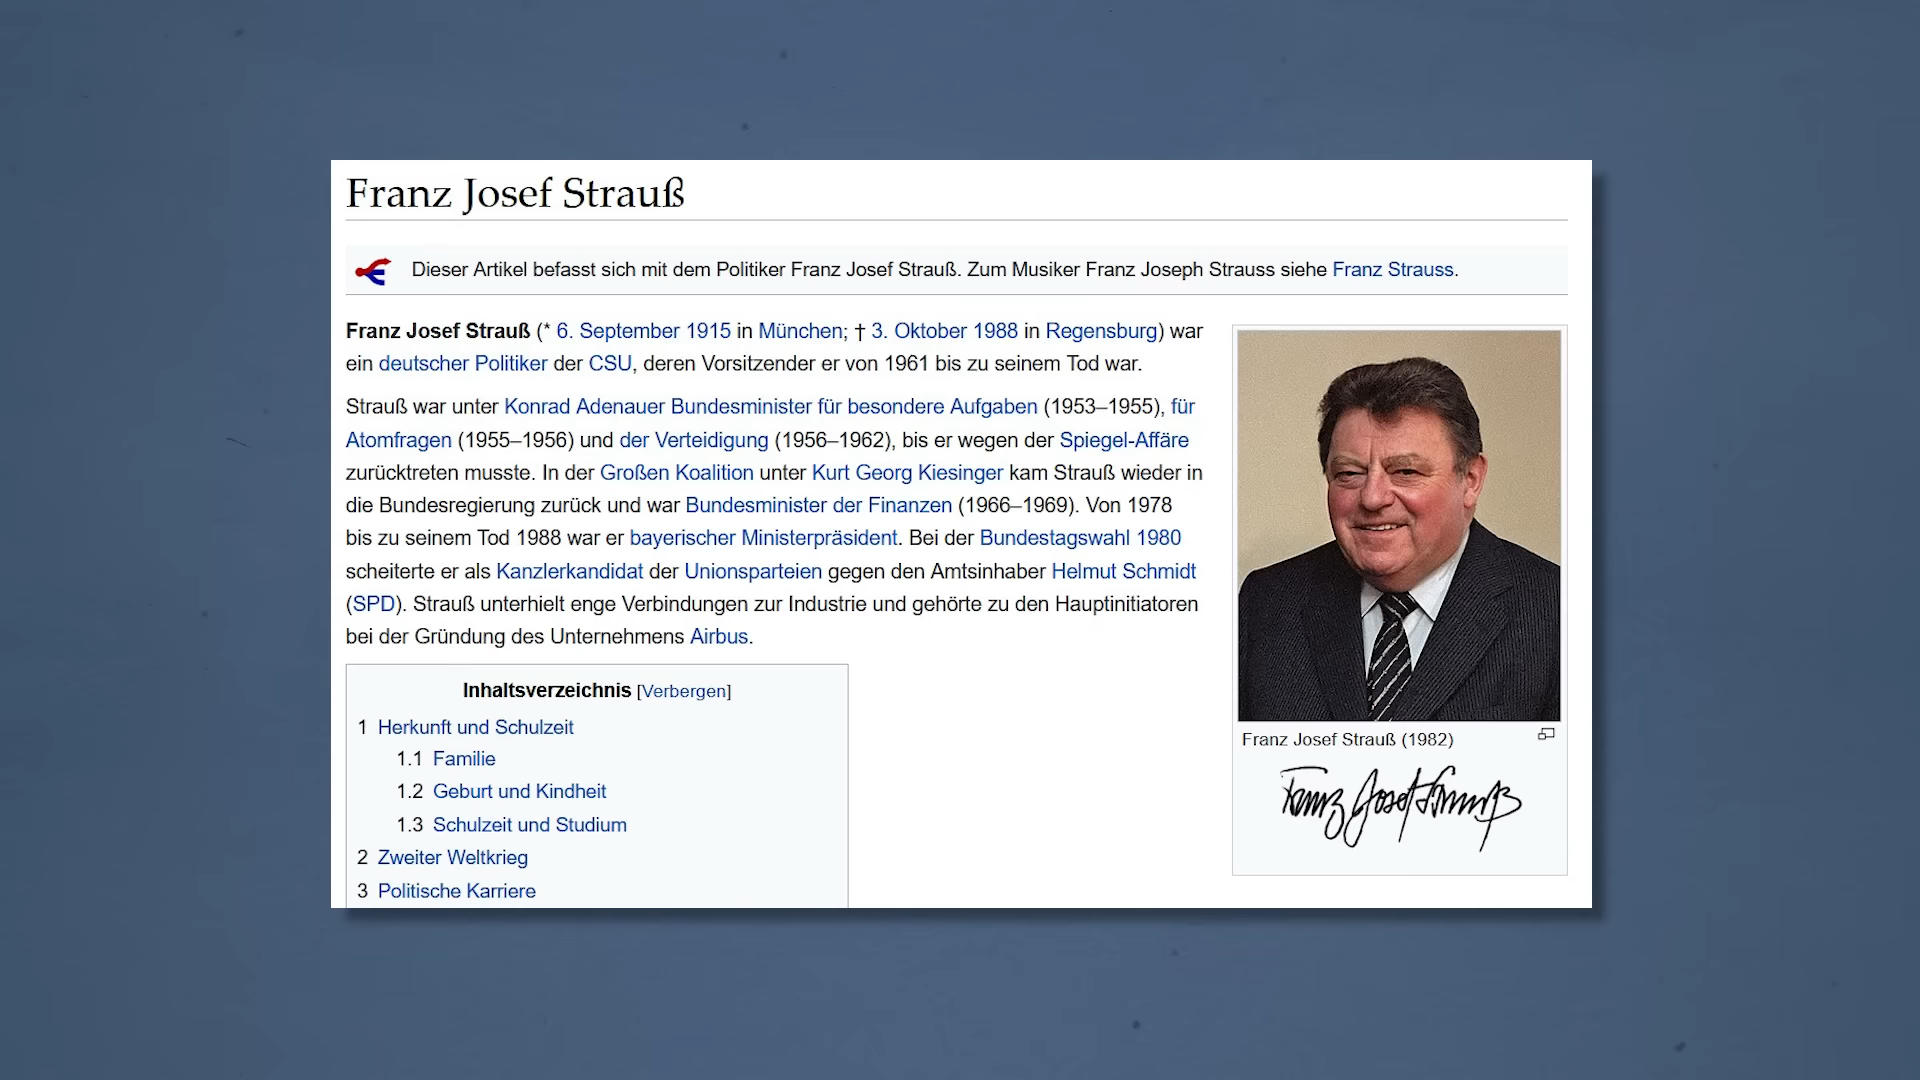 Franz Josef Strauß
Dieser Artikel befasst sich mit dem Politiker Franz Josef Strauß. Zum Musiker Franz Joseph Strauss siehe Franz Strauss.
Franz Josef Strauß (* 6. September 1915 in München; † 3. Oktober 1988 in Regensburg) war
ein deutscher Politiker der CSU, deren Vorsitzender er von 1961 bis zu seinem Tod war.
Strauß war unter Konrad Adenauer Bundesminister für besondere Aufgaben (1953–1955), für
Atomfragen (1955–1956) und der Verteidigung (1956–1962), bis er wegen der Spiegel-Affäre
zurücktreten musste. In der Großen Koalition unter Kurt Georg Kiesinger kam Strauß wieder in
die Bundesregierung zurück und war Bundesminister der Finanzen (1966–1969). Von 1978
bis zu seinem Tod 1988 war er bayerischer Ministerpräsident. Bei der Bundestagswahl 1980
scheiterte er als Kanzlerkandidat der Unionsparteien gegen den Amtsinhaber Helmut Schmidt
(SPD). Strauß unterhielt enge Verbindungen zur Industrie und gehörte zu den Hauptinitiatoren
bei der Gründung des Unternehmens Airbus.
Inhaltsverzeichnis [Verbergen]
1 Herkunft und Schulzeit
1.1 Familie
1.2 Geburt und Kindheit
1.3 Schulzeit und Studium
2 Zweiter Weltkrieg
3 Politische Karriere
Franz Josef Strauß (1982)
Franz Josef Strauß